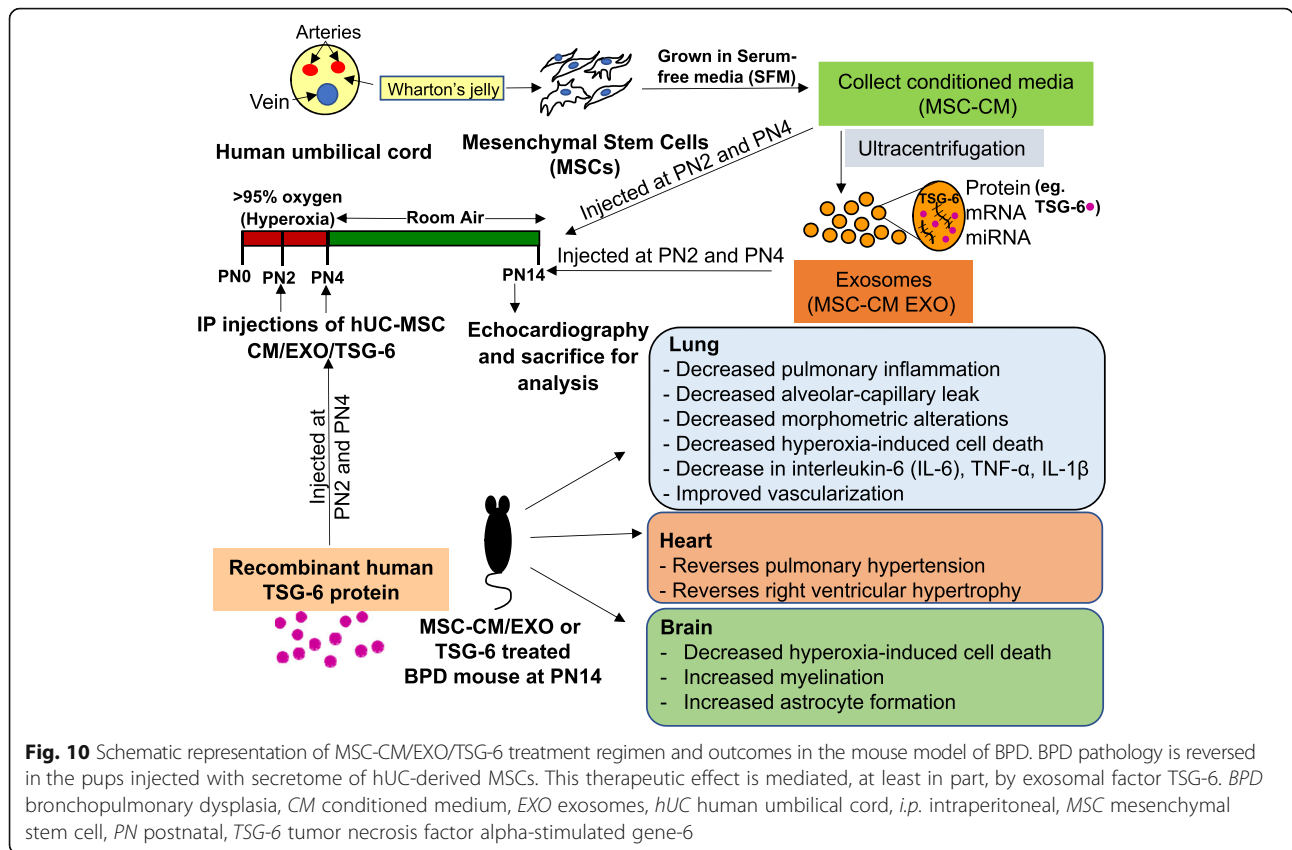 Arteries
Vein
Wharton's jelly
Human umbilical cord
Mesenchymal Stem Cells
(MSCs)
Grown in Serum-
free media (SFM)
Collect conditioned media
(MSC-CM)
Ultracentrifugation
TSG-6
Protein (eg.
TSG-6●)
mRNA
miRNA
Exosomes
(MSC-CM EXO)
Injected at PN2 and PN4
Injected at PN2 and PN4
>95% oxygen
(Hyperoxia)
Room Air
PN0
PN2
PN4
PN14
IP injections of hUC-MSC
CM/EXO/TSG-6
Echocardiography
and sacrifice for
analysis
Injected at
PN2 and PN4
Recombinant human
TSG-6 protein
MSC-CM/EXO or
TSG-6 treated
BPD mouse at PN14
Lung
- Decreased pulmonary inflammation
- Decreased alveolar-capillary leak
- Decreased morphometric alterations
- Decreased hyperoxia-induced cell death
- Decrease in interleukin-6 (IL-6), TNF-α, IL-1β
- Improved vascularization
Heart
- Reverses pulmonary hypertension
- Reverses right ventricular hypertrophy
Brain
- Decreased hyperoxia-induced cell death
- Increased myelination
- Increased astrocyte formation
Fig. 10 Schematic representation of MSC-CM/EXO/TSG-6 treatment regimen and outcomes in the mouse model of BPD. BPD pathology is reversed
in the pups injected with secretome of hUC-derived MSCs. This therapeutic effect is mediated, at least in part, by exosomal factor TSG-6. BPD
bronchopulmonary dysplasia, CM conditioned medium, EXO exosomes, hUC human umbilical cord, i.p. intraperitoneal, MSC mesenchymal
stem cell, PN postnatal, TSG-6 tumor necrosis factor alpha-stimulated gene-6